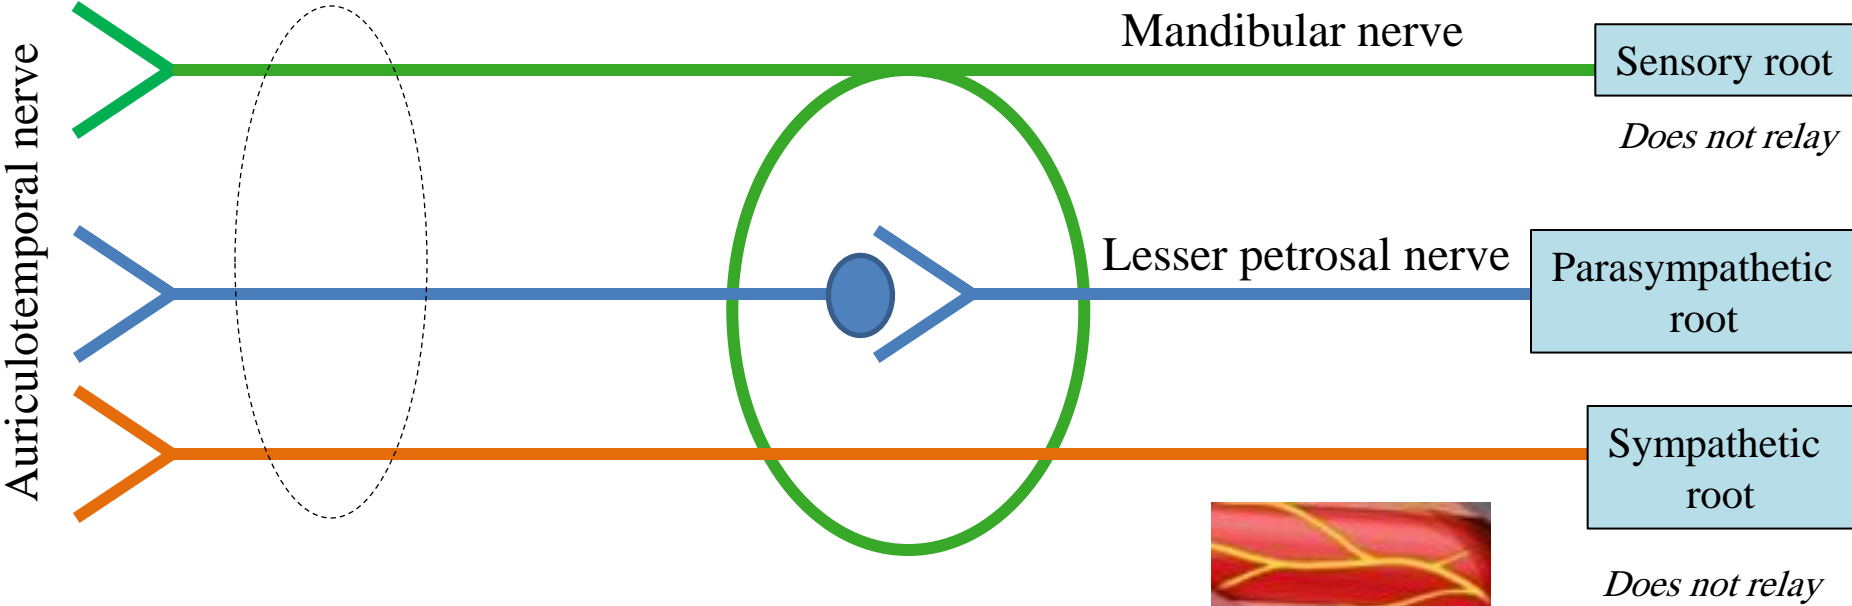 Auriculotemporal nerve
Mandibular nerve
Sensory root
Does not relay
Lesser petrosal nerve
Parasympathetic
root
Sympathetic
root
Does not relay